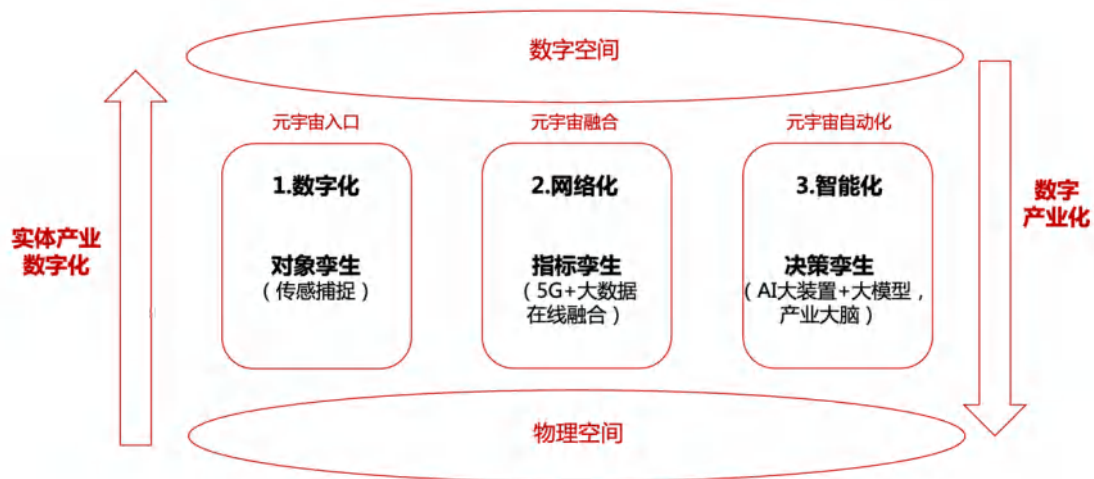 数字空间
元宇宙入口
元宇宙融合
元宇宙自动化
1.数字化
2.网络化
3.智能化
实体产业
数字化
对象孪生
（传感捕捉）
指标孪生
（5G+大数据
在线融合）
决策孪生
（AI大装置+大模型，
产业大脑）
数字
产业化
物理空间